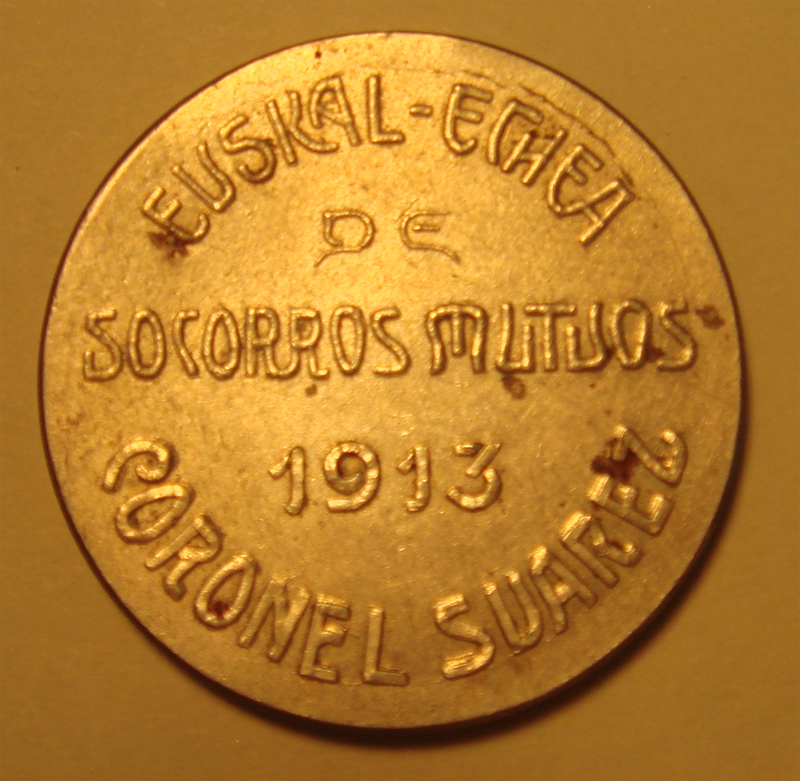 EUSKAL-ECHEA
DE
SOCORROS MUTUOS
1913
CORONEL SUAREZ